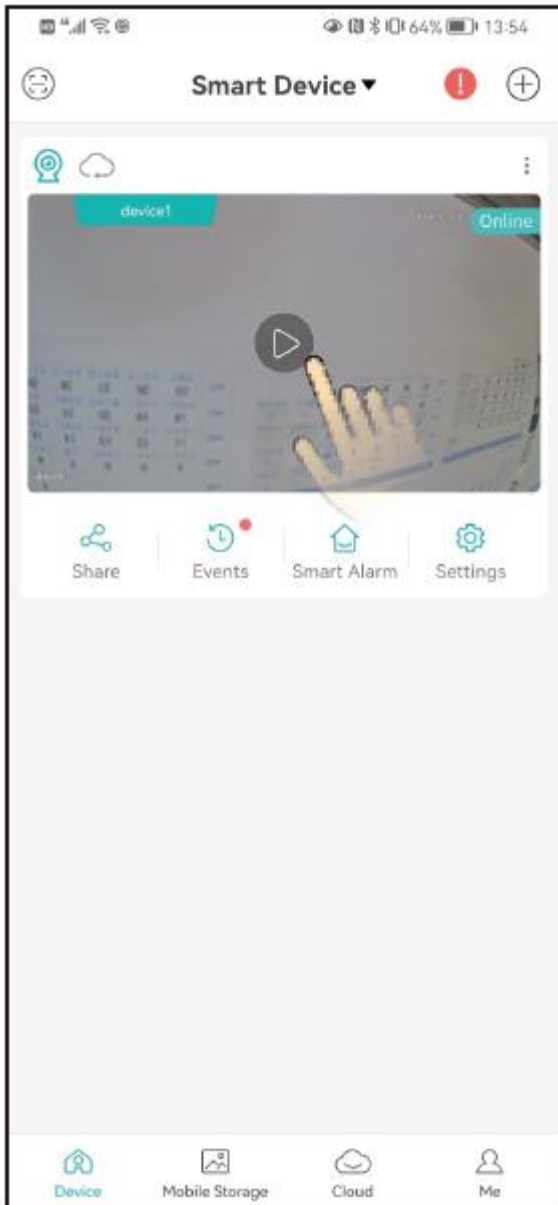 64% 13:54
Smart Device
device1
Online
Share Events Smart Alarm Settings
Device Mobile Storage Cloud Me